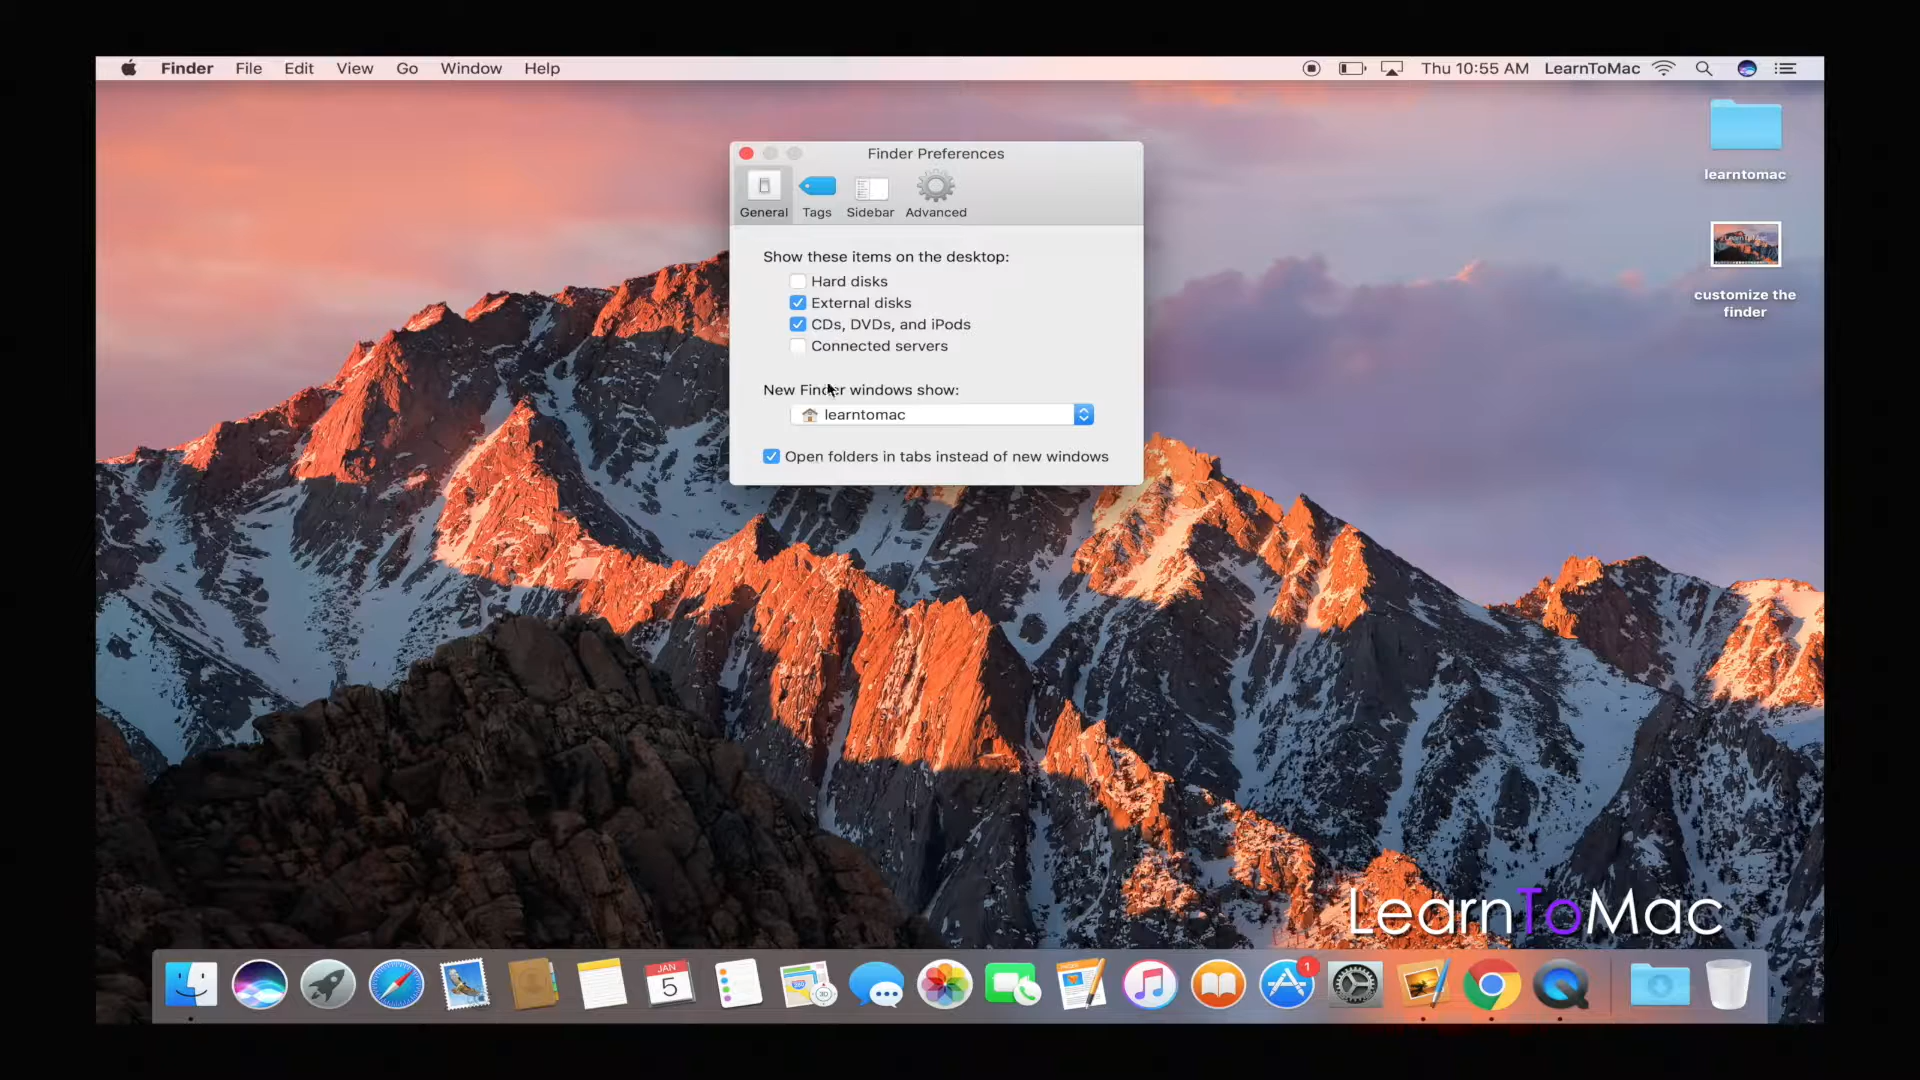 Finder File Edit View Go Window Help Thu 10:55 AM LearnToMac
Finder Preferences
General Tags Sidebar Advanced
Show these items on the desktop:
Hard disks
External disks
CDs, DVDs, and iPods
Connected servers
New Finder windows show:
learntomac
Open folders in tabs instead of new windows
learntomac
customize the
finder
LearnToMac
JAN
5
1